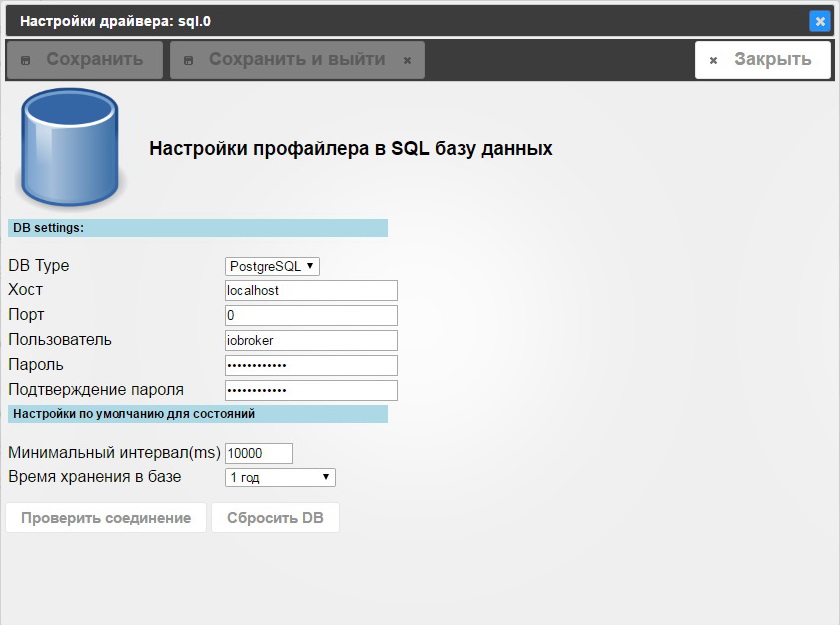 Настройки драйвера: sql.0
Сохранить Сохранить и выйти Закрыть
Настройки профайлера в SQL базу данных
DB settings:
DB Type PostgreSQL
Хост localhost
Порт 0
Пользователь iobroker
Пароль ••••••••••••
Подтверждение пароля ••••••••••••
Настройки по умолчанию для состояний
Минимальный интервал(ms) 10000
Время хранения в базе 1 год
Проверить соединение Сбросить DB